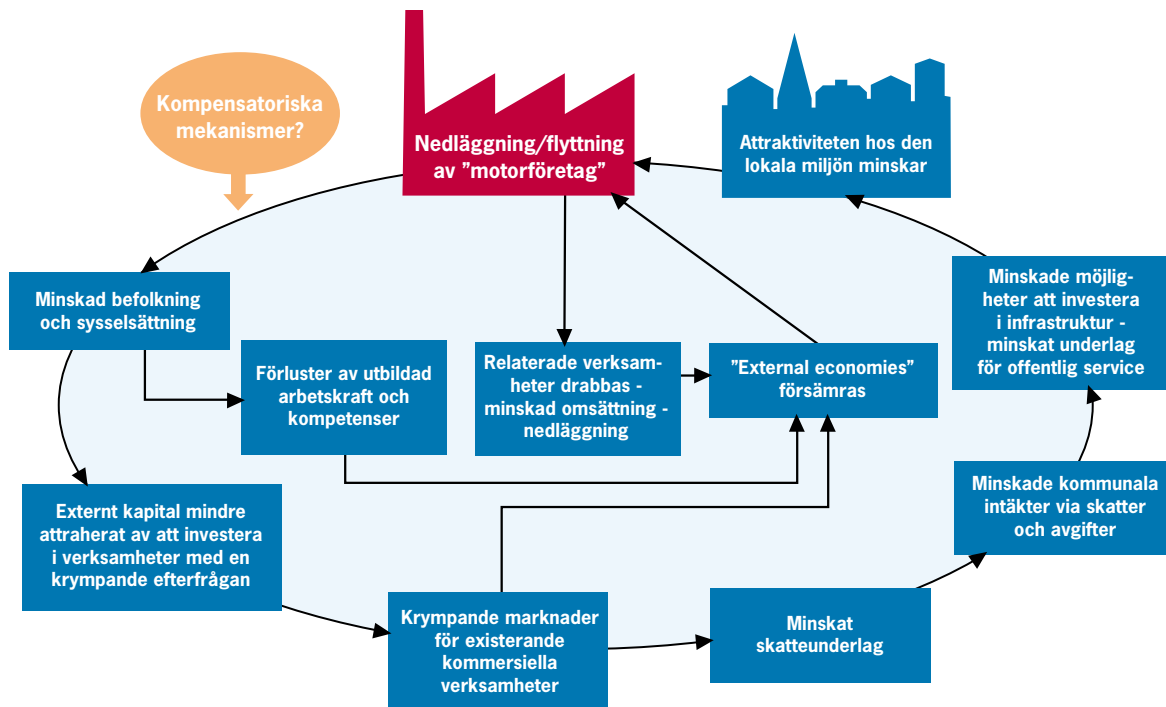 Kompensatoriska
mekanismer?
Nedläggning/flyttning
av ”motorföretag”
Attraktiviteten hos den
lokala miljön minskar
Minskad befolkning
och sysselsättning
Förluster av utbildad
arbetskraft och
kompetenser
Relaterade verksam-
heter drabbas -
minskad omsättning -
nedläggning
”External economies”
försämras
Minskade möjlig-
heter att investera
i infrastruktur -
minskat underlag
för offentlig service
Externt kapital mindre
attraherat av att investera
i verksamheter med en
krympande efterfrågan
Krympande marknader
för existerande
kommersiella
verksamheter
Minskat
skatteunderlag
Minskade kommunala
intäkter via skatter
och avgifter